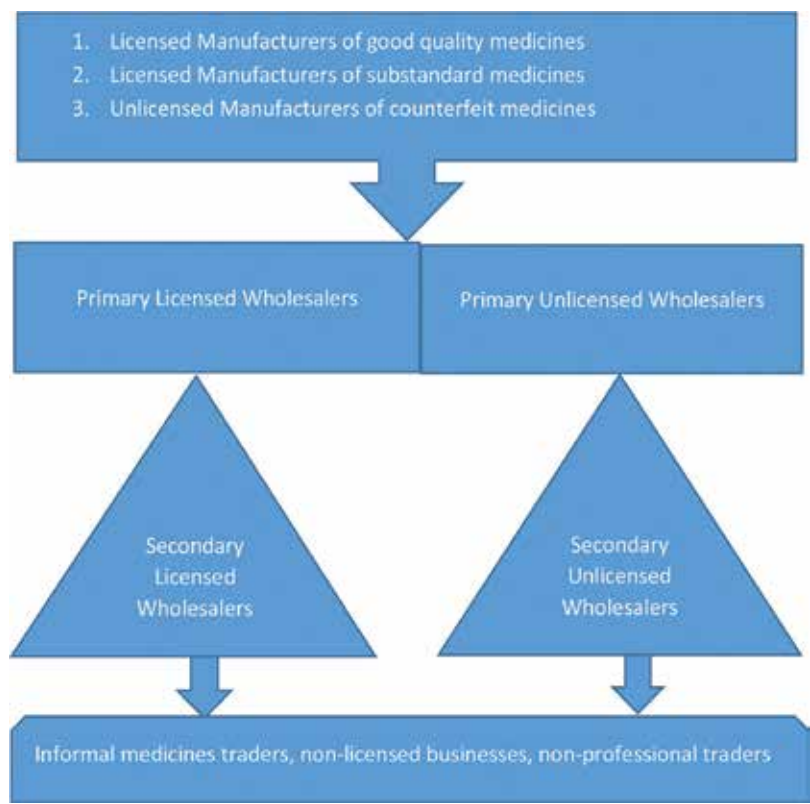 1. Licensed Manufacturers of good quality medicines
2. Licensed Manufacturers of substandard medicines
3. Unlicensed Manufacturers of counterfeit medicines
Primary Licensed Wholesalers
Primary Unlicensed Wholesalers
Secondary
Licensed
Wholesalers
Secondary
Unlicensed
Wholesalers
Informal medicines traders, non-licensed businesses, non-professional traders